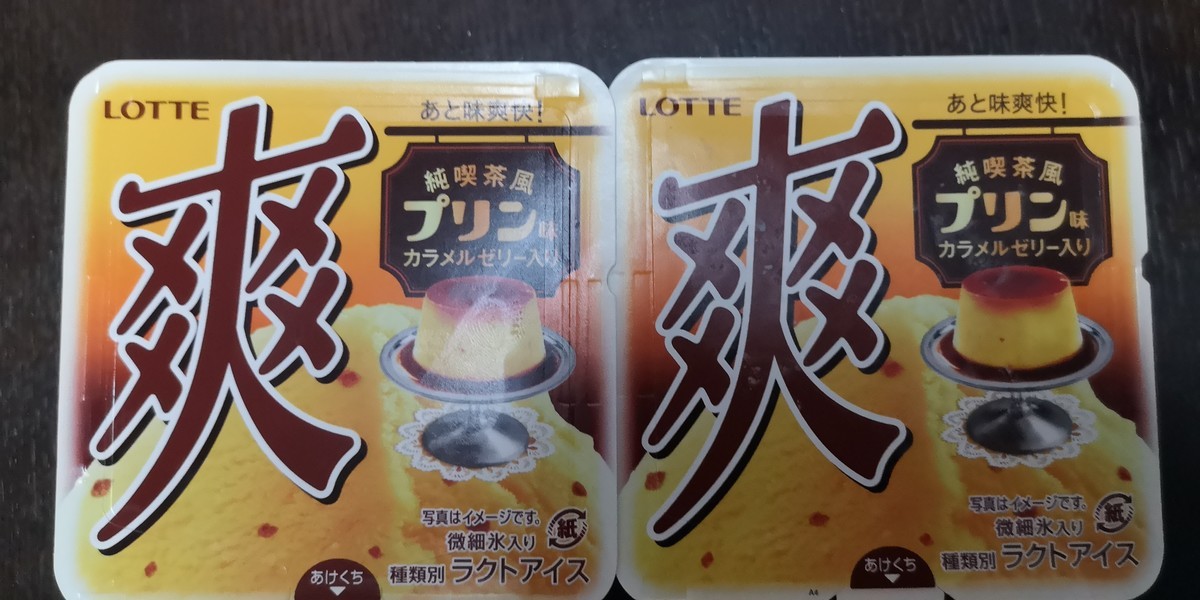 LOTTE
あと味爽快!
爽
純喫茶風
プリン味
カラメルゼリー入り
写真はイメージです。
紙
微細氷入り
種類別 ラクトアイス
あけくち
LOTTE
あと味爽快!
爽
純喫茶風
プリン味
カラメルゼリー入り
写真はイメージです。
紙
微細氷入り
種類別 ラクトアイス
あけくち
A4